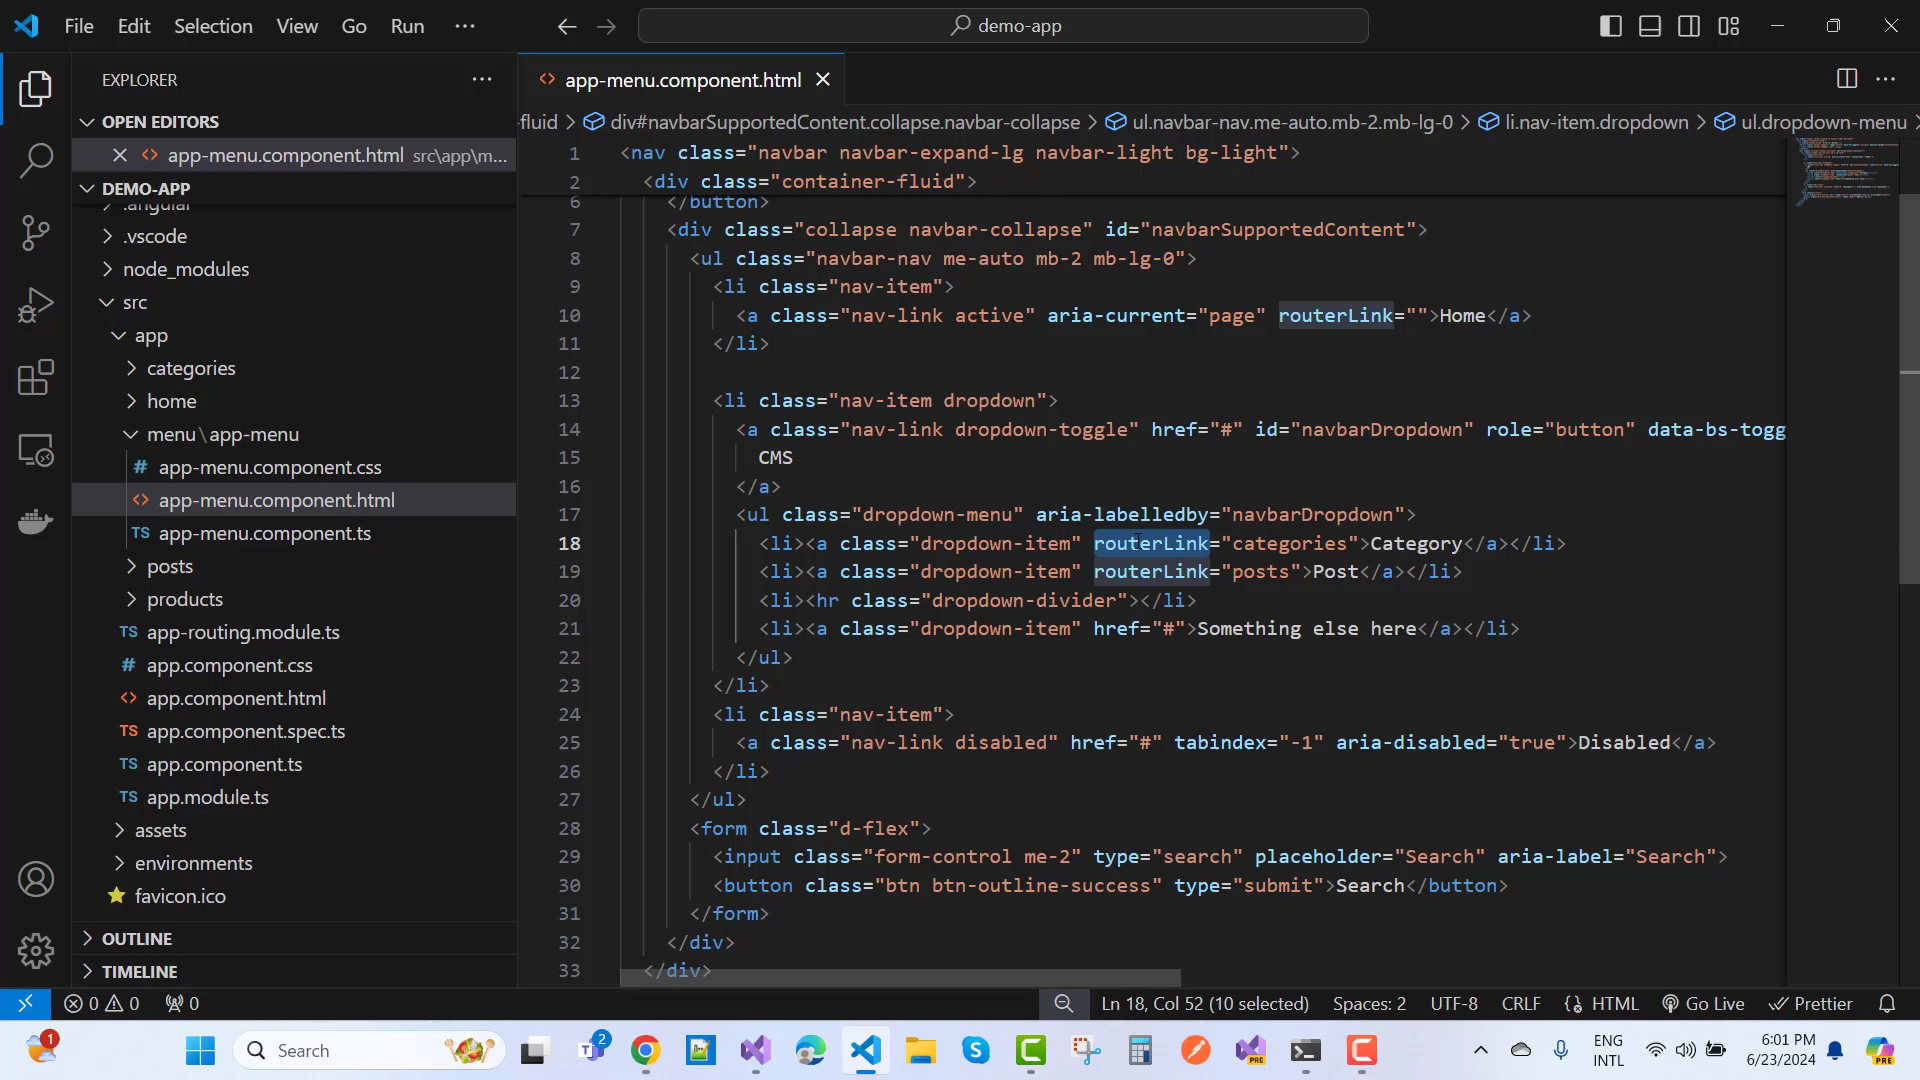 File Edit Selection View Go Run ··· demo-app
EXPLORER ···
OPEN EDITORS
app-menu.component.html src\app\m...
DEMO-APP
.angular
.vscode
node_modules
src
app
categories
home
menu\app-menu
# app-menu.component.css
<> app-menu.component.html
TS app-menu.component.ts
posts
products
TS app-routing.module.ts
# app.component.css
<> app.component.html
TS app.component.spec.ts
TS app.component.ts
TS app.module.ts
assets
environments
favicon.ico
OUTLINE
TIMELINE
<> app-menu.component.html
-fluid > div#navbarSupportedContent.collapse.navbar-collapse > ul.navbar-nav.me-auto.mb-2.mb-lg-0 > li.nav-item.dropdown > ul.dropdown-menu >
1 <nav class="navbar navbar-expand-lg navbar-light bg-light">
2 <div class="container-fluid">
6 </button>
7 <div class="collapse navbar-collapse" id="navbarSupportedContent">
8 <ul class="navbar-nav me-auto mb-2 mb-lg-0">
9 <li class="nav-item">
10 <a class="nav-link active" aria-current="page" routerLink="">Home</a>
11 </li>
12
13 <li class="nav-item dropdown">
14 <a class="nav-link dropdown-toggle" href="#" id="navbarDropdown" role="button" data-bs-togg
15 CMS
16 </a>
17 <ul class="dropdown-menu" aria-labelledby="navbarDropdown">
18 <li><a class="dropdown-item" routerLink="categories">Category</a></li>
19 <li><a class="dropdown-item" routerLink="posts">Post</a></li>
20 <li><hr class="dropdown-divider"></li>
21 <li><a class="dropdown-item" href="#">Something else here</a></li>
22 </ul>
23 </li>
24 <li class="nav-item">
25 <a class="nav-link disabled" href="#" tabindex="-1" aria-disabled="true">Disabled</a>
26 </li>
27 </ul>
28 <form class="d-flex">
29 <input class="form-control me-2" type="search" placeholder="Search" aria-label="Search">
30 <button class="btn btn-outline-success" type="submit">Search</button>
31 </form>
32 </div>
33 </div>
0 0 0 Ln 18, Col 52 (10 selected) Spaces: 2 UTF-8 CRLF HTML Go Live Prettier
1 Search 2 PRE ENG 6:01 PM PRE
INTL 6/23/2024